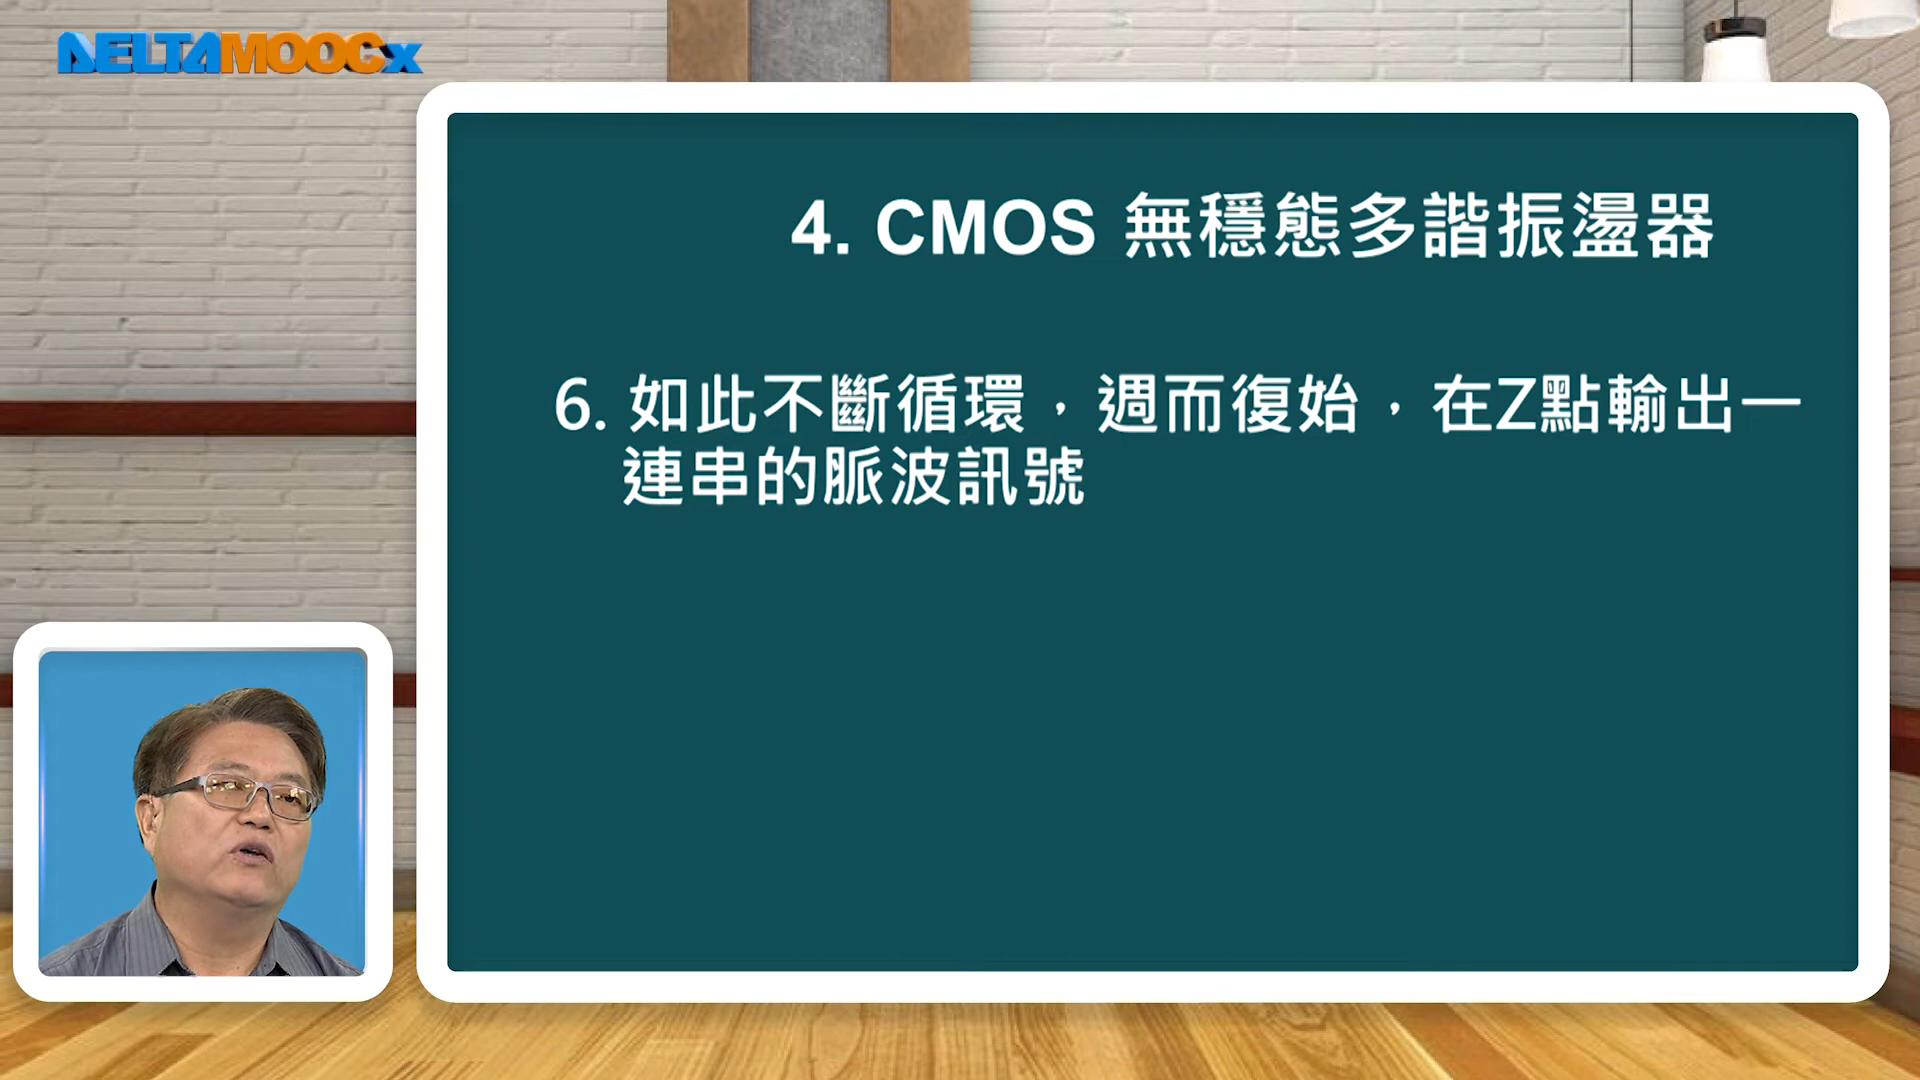 DELTAMOOCx
4. CMOS 無穩態多諧振盪器
6. 如此不斷循環，週而復始，在Z點輸出一
連串的脈波訊號